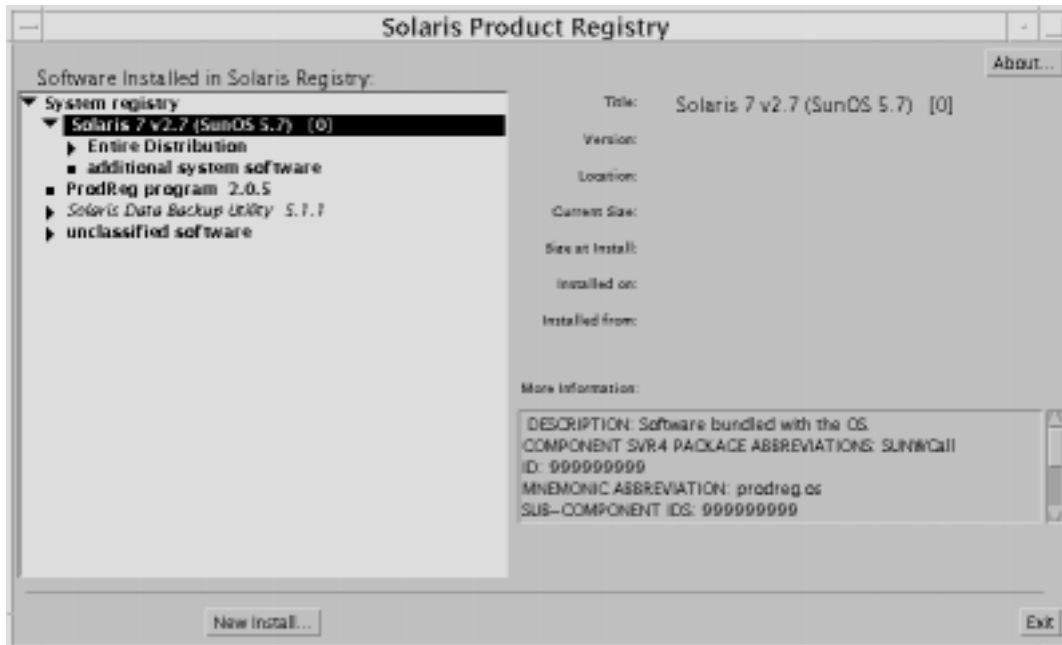 Solaris Product Registry
About...
Software Installed in Solaris Registry:
System registry
Solaris 7 v2.7 (SunOS 5.7) [0]
Entire Distribution
additional system software
ProdReg program 2.0.5
Solaris Data Backup Utility 5.1.1
unclassified software
Title: Solaris 7 v2.7 (SunOS 5.7) [0]
Version:
Location:
Current Size:
Size at Install:
Installed on:
Installed from:
More Information:
DESCRIPTION: Software bundled with the OS.
COMPONENT SVR4 PACKAGE ABBREVIATIONS: SUNWCall
ID: 999999999
MNEMONIC ABBREVIATION: prodreg.os
SUB-COMPONENT IDS: 999999999
New Install...
Exit